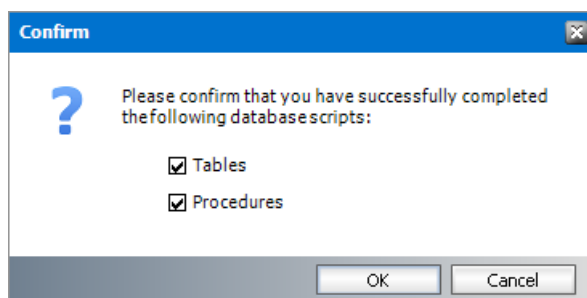 Confirm
Please confirm that you have successfully completed
the following database scripts:
Tables
Procedures
OK
Cancel